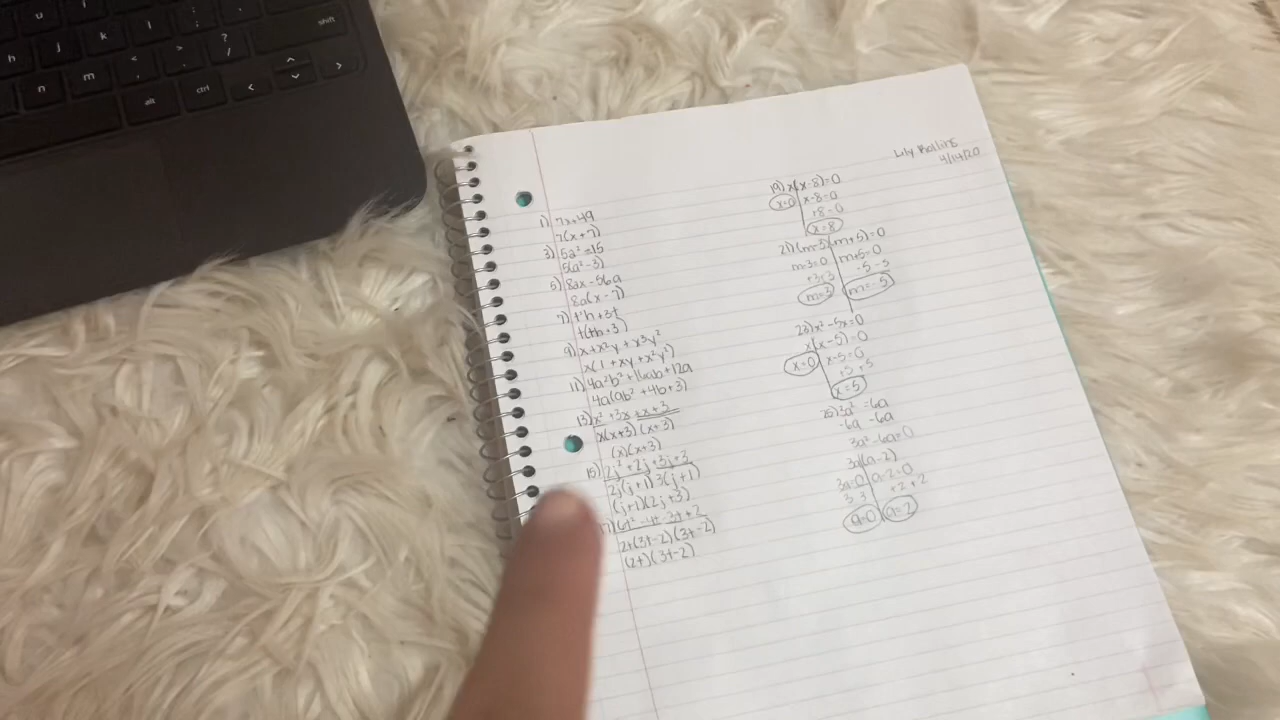 u i o { }
h j k l : ; " ' shift
n m < , > . ? /
alt ctrl < ^ v >
Lily Rollins
4/14/20
1) 7x+49
7(x+7)
3) 5a²-15
5(a²-3)
5) 8ax-56a
8a(x-7)
7) t²h+3t
t(th+3)
9) x+x²y+x3y²
x(1+xy+x²y²)
11) 4a²b²+16ab+12a
4a(ab²+4b+3)
13) x²+3x+x+3
x(x+3)(x+3)
(x)(x+3)
15) 2j²+2j+3j+3
2j(j+1)3(j+1)
(j+1)(2j+3)
7) 6t²-4t-3t+2
2t(3t-2)(3t-2)
(2t)(3t-2)
19) x(x-8)=0
x=0 x-8=0
+8=0
x=8
21) (m-3)(m+5)=0
m-3=0 m+5=0
+3+3 -5-5
m=3 m=-5
23) x²-5x=0
x(x-5)=0
x=0 x-5=0
+5+5
x=5
25) 3a²=6a
-6a -6a
3a²-6a=0
3a(a-2)
3a=0 a-2=0
3 3 +2+2
a=0 a=2